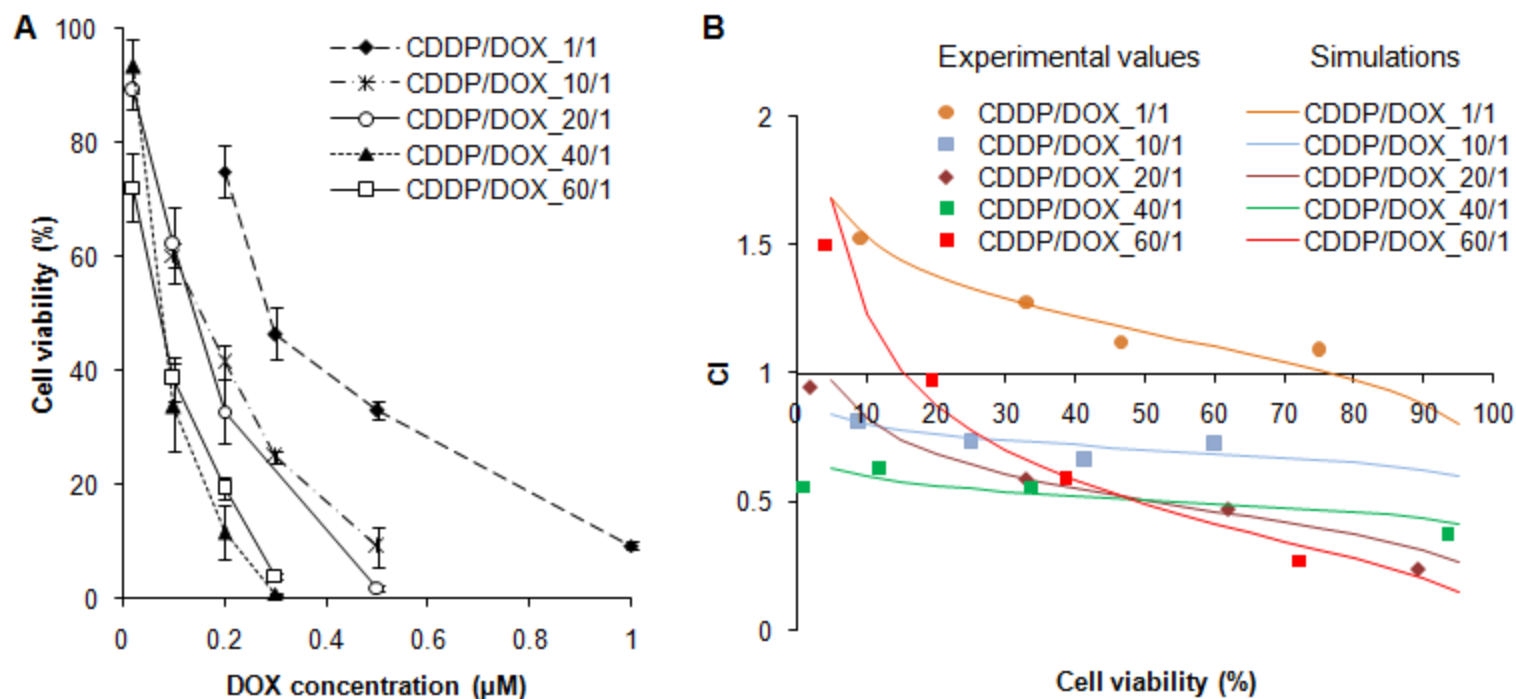 A
100
80
60
40
20
0
Cell viability (%)
0 0.2 0.4 0.6 0.8 1
DOX concentration (µM)
CDDP/DOX_1/1
CDDP/DOX_10/1
CDDP/DOX_20/1
CDDP/DOX_40/1
CDDP/DOX_60/1
B
Experimental values Simulations
CDDP/DOX_1/1 CDDP/DOX_1/1
CDDP/DOX_10/1 CDDP/DOX_10/1
CDDP/DOX_20/1 CDDP/DOX_20/1
CDDP/DOX_40/1 CDDP/DOX_40/1
CDDP/DOX_60/1 CDDP/DOX_60/1
2
1.5
1
0.5
0
CI
0 10 20 30 40 50 60 70 80 90 100
Cell viability (%)